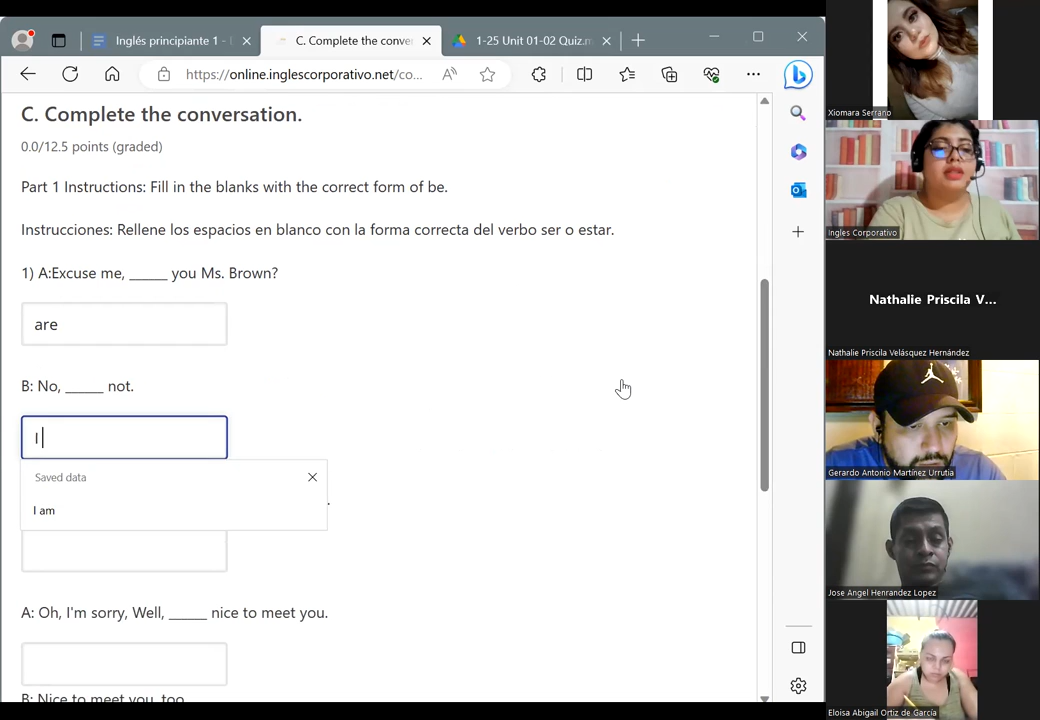 Inglés principiante 1 -
C. Complete the conve
1-25 Unit 01-02 Quiz.m
https://online.inglescorporativo.net/co...
C. Complete the conversation.
0.0/12.5 points (graded)
Part 1 Instructions: Fill in the blanks with the correct form of be.
Instrucciones: Rellene los espacios en blanco con la forma correcta del verbo ser o estar.
1) A:Excuse me, _____ you Ms. Brown?
are
B: No, _____ not.
I
Saved data
I am
A: Oh, I'm sorry, Well, _____ nice to meet you.
B: Nice to meet you, too.
Xiomara Serrano
Ingles Corporativo
Nathalie Priscila V...
Nathalie Priscila Velásquez Hernández
Gerardo Antonio Martínez Urrutia
Jose Angel Henrandez Lopez
Eloisa Abigail Ortiz de García